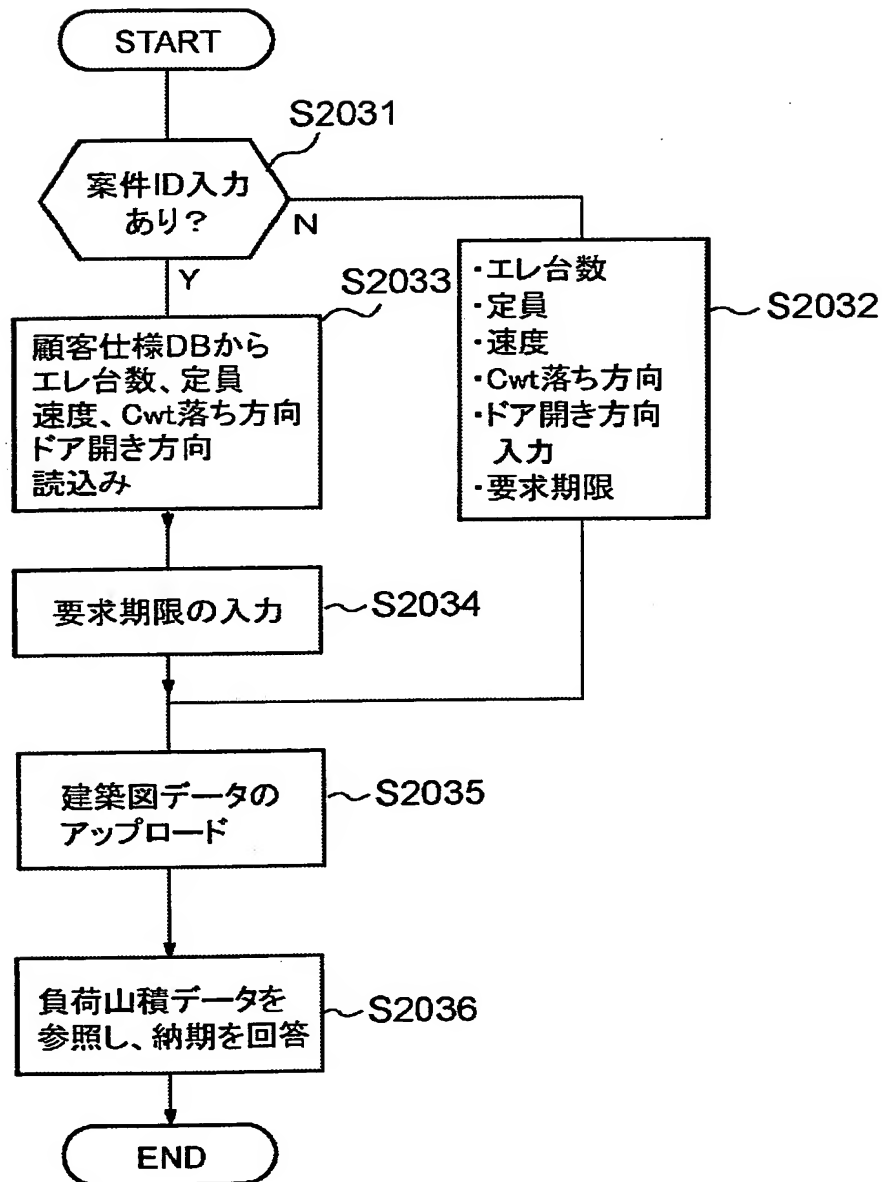 START
S2031
案件ID入力
あり?
N
Y
S2033
顧客仕様DBから
エレ台数、定員
速度、Cwt落ち方向
ドア開き方向
読込み
・エレ台数
・定員
・速度
・Cwt落ち方向
・ドア開き方向
入力
・要求期限
S2032
要求期限の入力
S2034
建築図データの
アップロード
S2035
負荷山積データを
参照し、納期を回答
S2036
END